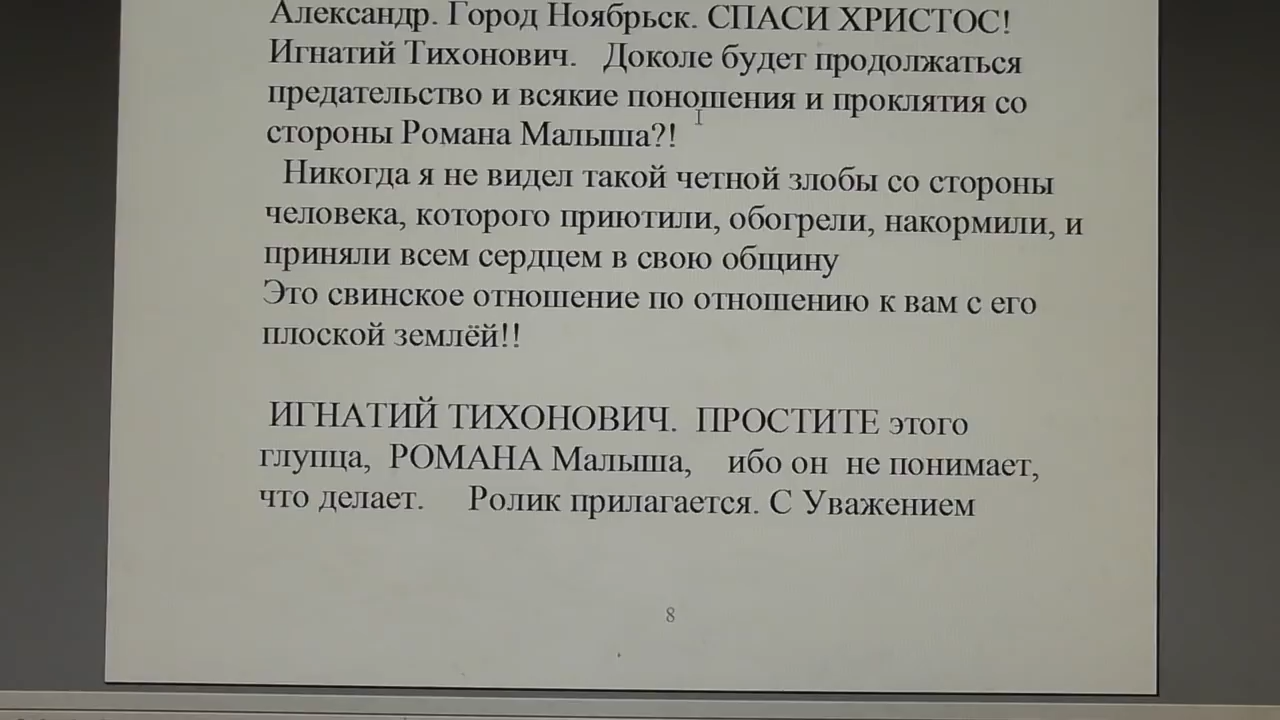 Александр. Город Ноябрьск. СПАСИ ХРИСТОС!
Игнатий Тихонович. Доколе будет продолжаться
предательство и всякие поношения и проклятия со
стороны Романа Малыша?!
Никогда я не видел такой четной злобы со стороны
человека, которого приютили, обогрели, накормили, и
приняли всем сердцем в свою общину
Это свинское отношение по отношению к вам с его
плоской землёй!!
ИГНАТИЙ ТИХОНОВИЧ. ПРОСТИТЕ этого
глупца, РОМАНА Малыша, ибо он не понимает,
что делает. Ролик прилагается. С Уважением
8